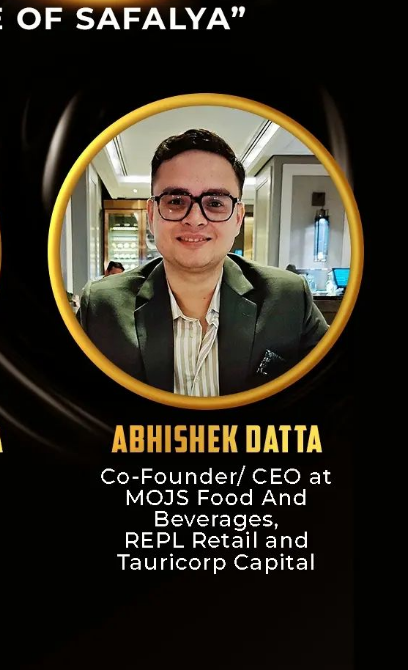 E OF SAFALYA”
ABHISHEK DATTA
Co-Founder/ CEO at
MOJS Food And
Beverages,
REPL Retail and
Tauricorp Capital